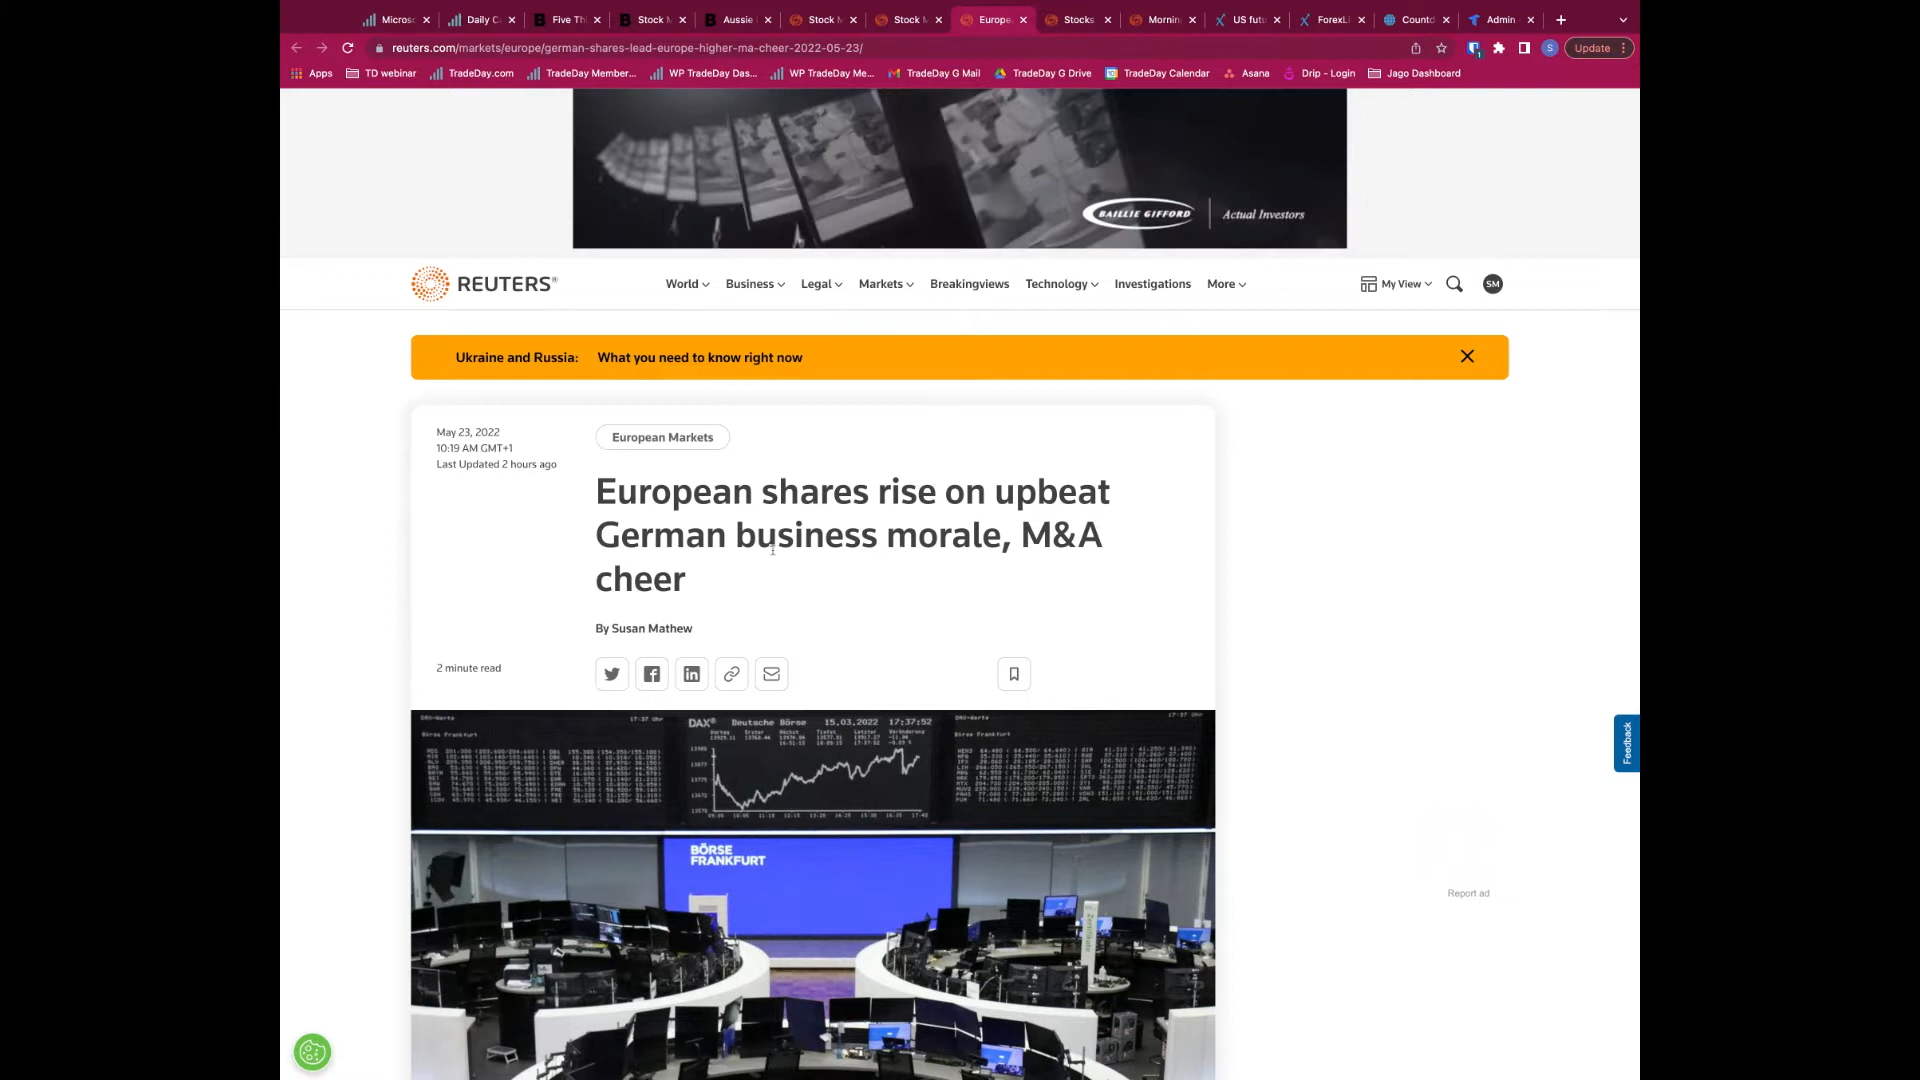 Micros
Daily C
Five Th
Stock M
Aussie
Stock M
Stock M
Europe
Stocks
Mornin
US futu
ForexLi
Countd
Admin
reuters.com/markets/europe/german-shares-lead-europe-higher-ma-cheer-2022-05-23/
S
Update
Apps
TD webinar
TradeDay.com
TradeDay Member...
WP TradeDay Das...
WP TradeDay Me...
TradeDay G Mail
TradeDay G Drive
TradeDay Calendar
Asana
Drip - Login
Jago Dashboard
BAILLIE GIFFORD
Actual Investors
REUTERS®
World
Business
Legal
Markets
Breakingviews
Technology
Investigations
More
My View
SM
Ukraine and Russia: What you need to know right now
May 23, 2022
10:19 AM GMT+1
Last Updated 2 hours ago
European Markets
European shares rise on upbeat
German business morale, M&A
cheer
By Susan Mathew
2 minute read
DAX® Deutsche Börse 15.03.2022 17:37:52
BÖRSE
FRANKFURT
Zertifikate
Feedback
Report ad